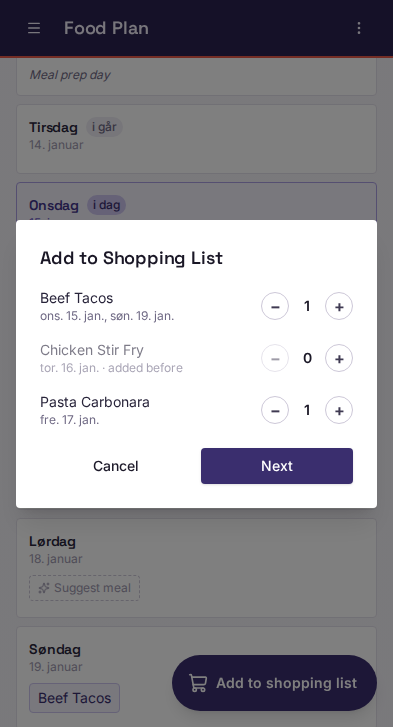 Food Plan
Meal prep day
Tirsdag i går
14. januar
Onsdag i dag
Add to Shopping List
Beef Tacos
ons. 15. jan., søn. 19. jan.
− 1 +
Chicken Stir Fry
tor. 16. jan. · added before
− 0 +
Pasta Carbonara
fre. 17. jan.
− 1 +
Cancel Next
Lørdag
18. januar
Suggest meal
Søndag
19. januar
Beef Tacos
Add to shopping list